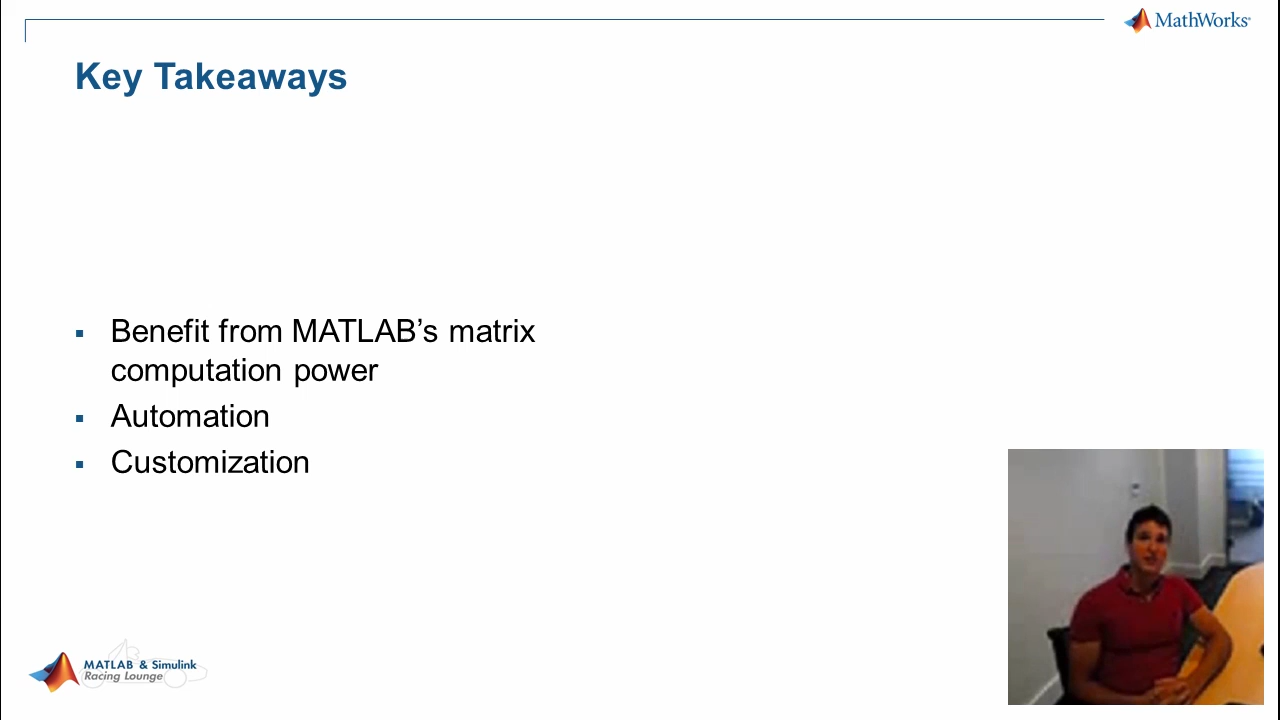 MathWorks®
Key Takeaways
▪ Benefit from MATLAB’s matrix
computation power
▪ Automation
▪ Customization
MATLAB & Simulink
Racing Lounge